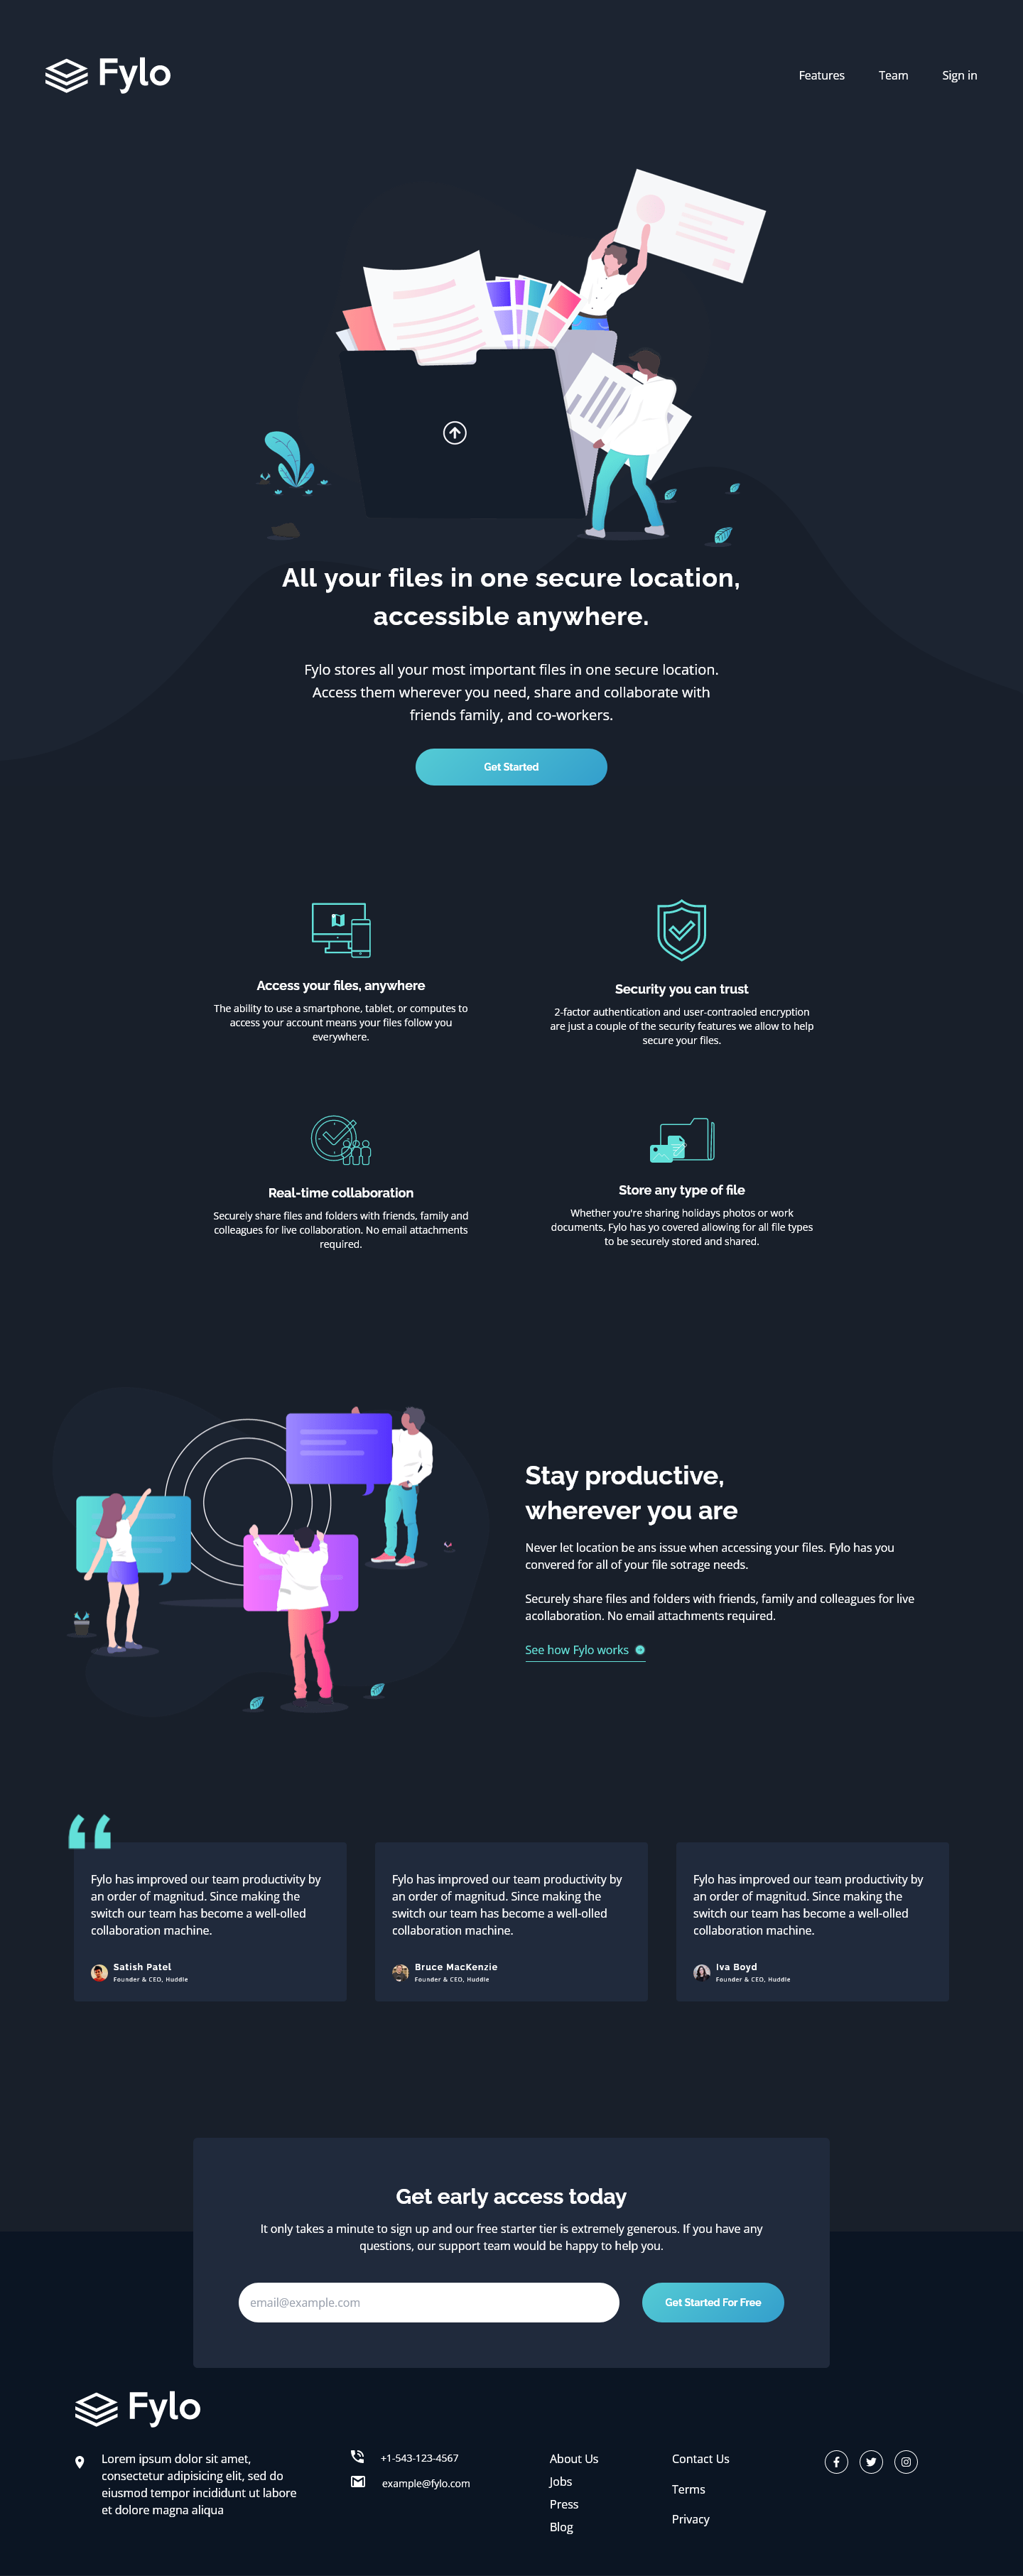 Fylo
Features
Team
Sign in
All your files in one secure location,
accessible anywhere.
Fylo stores all your most important files in one secure location.
Access them wherever you need, share and collaborate with
friends family, and co-workers.
Get Started
Access your files, anywhere
The ability to use a smartphone, tablet, or computes to
access your account means your files follow you
everywhere.
Security you can trust
2-factor authentication and user-contraoled encryption
are just a couple of the security features we allow to help
secure your files.
Real-time collaboration
Securely share files and folders with friends, family and
colleagues for live collaboration. No email attachments
required.
Store any type of file
Whether you're sharing holidays photos or work
documents, Fylo has yo covered allowing for all file types
to be securely stored and shared.
Stay productive,
wherever you are
Never let location be ans issue when accessing your files. Fylo has you
convered for all of your file sotrage needs.
Securely share files and folders with friends, family and colleagues for live
acollaboration. No email attachments required.
See how Fylo works
Fylo has improved our team productivity by
an order of magnitud. Since making the
switch our team has become a well-olled
collaboration machine.
Satish Patel
Founder & CEO, Huddle
Fylo has improved our team productivity by
an order of magnitud. Since making the
switch our team has become a well-olled
collaboration machine.
Bruce MacKenzie
Founder & CEO, Huddle
Fylo has improved our team productivity by
an order of magnitud. Since making the
switch our team has become a well-olled
collaboration machine.
Iva Boyd
Founder & CEO, Huddle
Get early access today
It only takes a minute to sign up and our free starter tier is extremely generous. If you have any
questions, our support team would be happy to help you.
email@example.com
Get Started For Free
Fylo
Lorem ipsum dolor sit amet,
consectetur adipisicing elit, sed do
eiusmod tempor incididunt ut labore
et dolore magna aliqua
+1-543-123-4567
example@fylo.com
About Us
Jobs
Press
Blog
Contact Us
Terms
Privacy